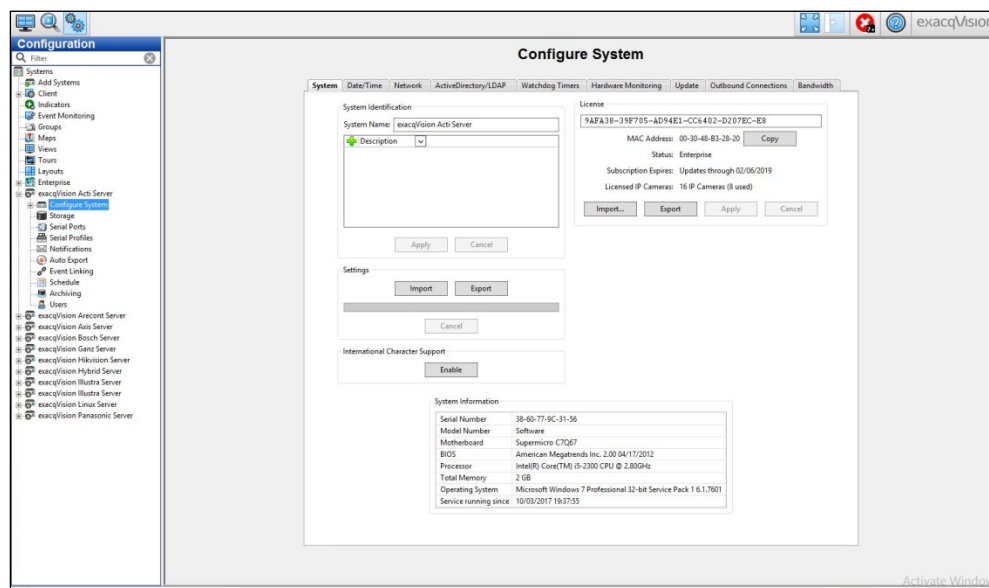 exacqVision
Configuration
Filter
Systems
Add Systems
Client
Indicators
Event Monitoring
Groups
Maps
Views
Tours
Layouts
Enterprise
exacqVision Acti Server
Configure System
Storage
Serial Ports
Serial Profiles
Notifications
Auto Export
Event Linking
Schedule
Archiving
Users
exacqVision Arecont Server
exacqVision Axis Server
exacqVision Bosch Server
exacqVision Ganz Server
exacqVision Hikvision Server
exacqVision Hybrid Server
exacqVision Illustra Server
exacqVision Illustra Server
exacqVision Linux Server
exacqVision Panasonic Server
Configure System
System Date/Time Network ActiveDirectory/LDAP Watchdog Timers Hardware Monitoring Update Outbound Connections Bandwidth
System Identification
System Name: exacqVision Acti Server
Description
Apply Cancel
Settings
Import Export
Cancel
International Character Support
Enable
License
9AFA38-39F705-AD94E1-CC6402-D207EC-E8
MAC Address: 00-30-48-B3-28-20 Copy
Status: Enterprise
Subscription Expires: Updates through 02/06/2019
Licensed IP Cameras: 16 IP Cameras (8 used)
Import... Export Apply Cancel
System Information
Serial Number 38-60-77-9C-31-56
Model Number Software
Motherboard Supermicro C7Q67
BIOS American Megatrends Inc. 2.00 04/17/2012
Processor Intel(R) Core(TM) i5-2300 CPU @ 2.80GHz
Total Memory 2 GB
Operating System Microsoft Windows 7 Professional 32-bit Service Pack 1 6.1.7601
Service running since 10/03/2017 19:37:55
Activate Windo